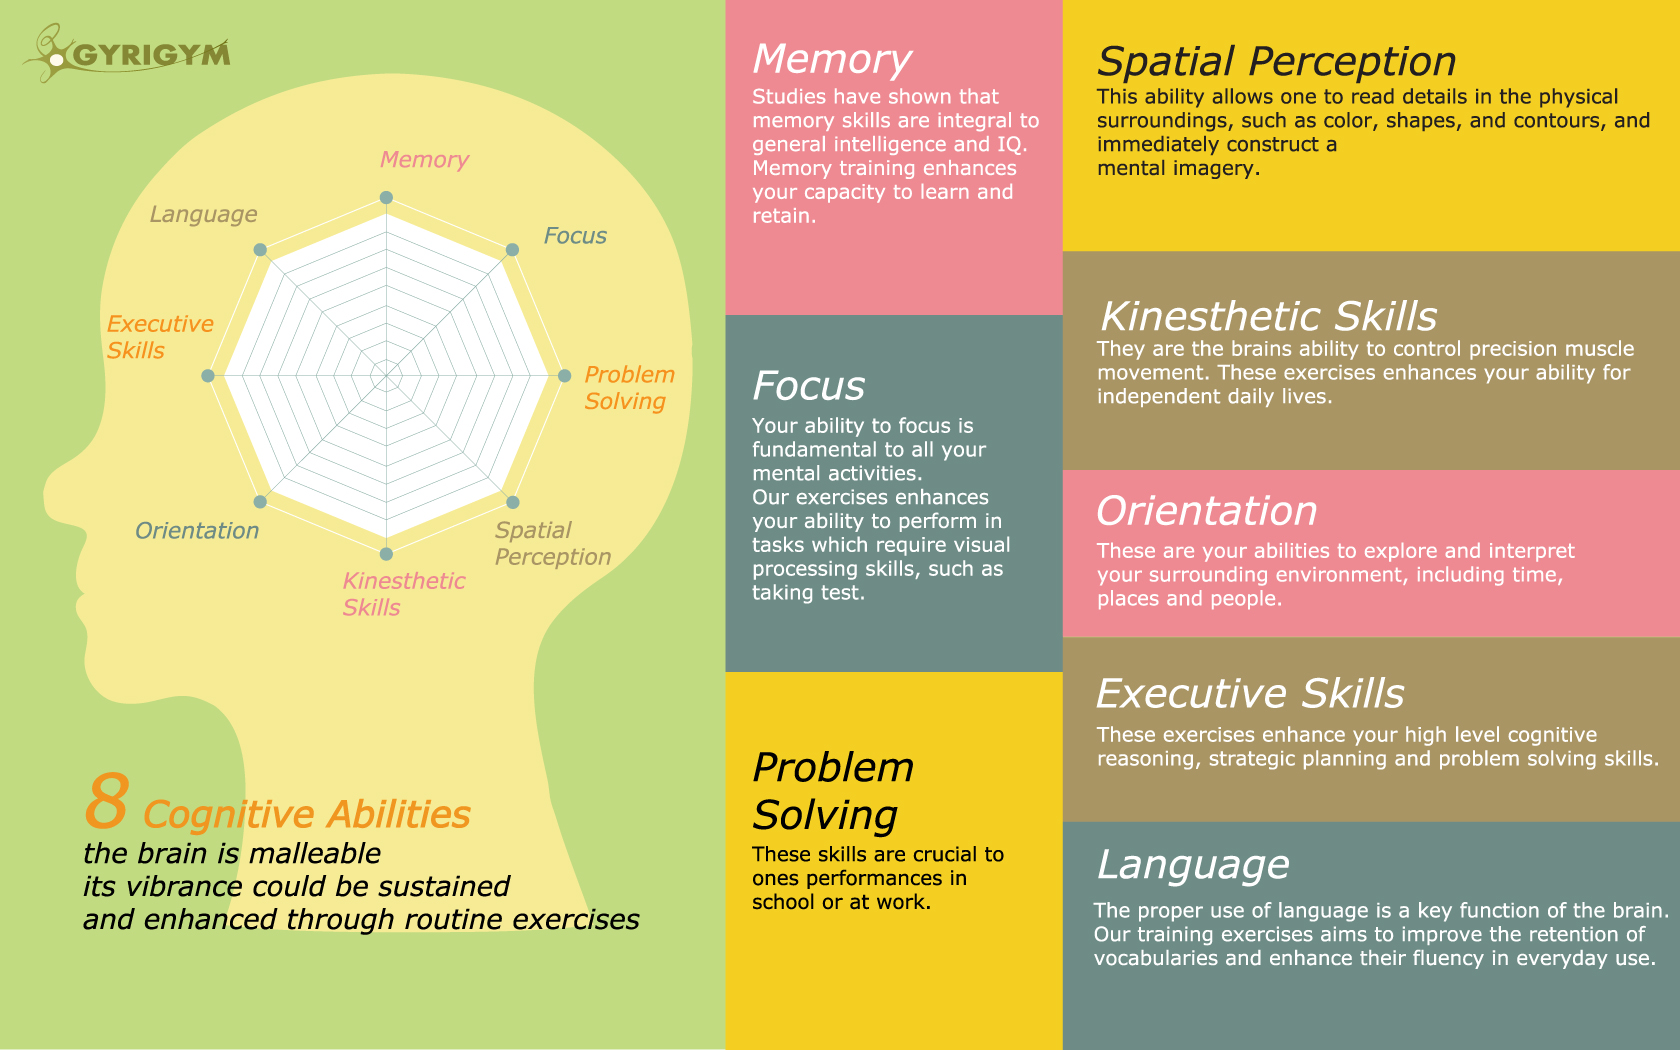 GYRIGYM
Memory
Language
Focus
Executive
Skills
Problem
Solving
Orientation
Spatial
Perception
Kinesthetic
Skills
8 Cognitive Abilities
the brain is malleable
its vibrance could be sustained
and enhanced through routine exercises
Memory
Studies have shown that
memory skills are integral to
general intelligence and IQ.
Memory training enhances
your capacity to learn and
retain.
Focus
Your ability to focus is
fundamental to all your
mental activities.
Our exercises enhances
your ability to perform in
tasks which require visual
processing skills, such as
taking test.
Problem
Solving
These skills are crucial to
ones performances in
school or at work.
Spatial Perception
This ability allows one to read details in the physical
surroundings, such as color, shapes, and contours, and
immediately construct a
mental imagery.
Kinesthetic Skills
They are the brains ability to control precision muscle
movement. These exercises enhances your ability for
independent daily lives.
Orientation
These are your abilities to explore and interpret
your surrounding environment, including time,
places and people.
Executive Skills
These exercises enhance your high level cognitive
reasoning, strategic planning and problem solving skills.
Language
The proper use of language is a key function of the brain.
Our training exercises aims to improve the retention of
vocabularies and enhance their fluency in everyday use.